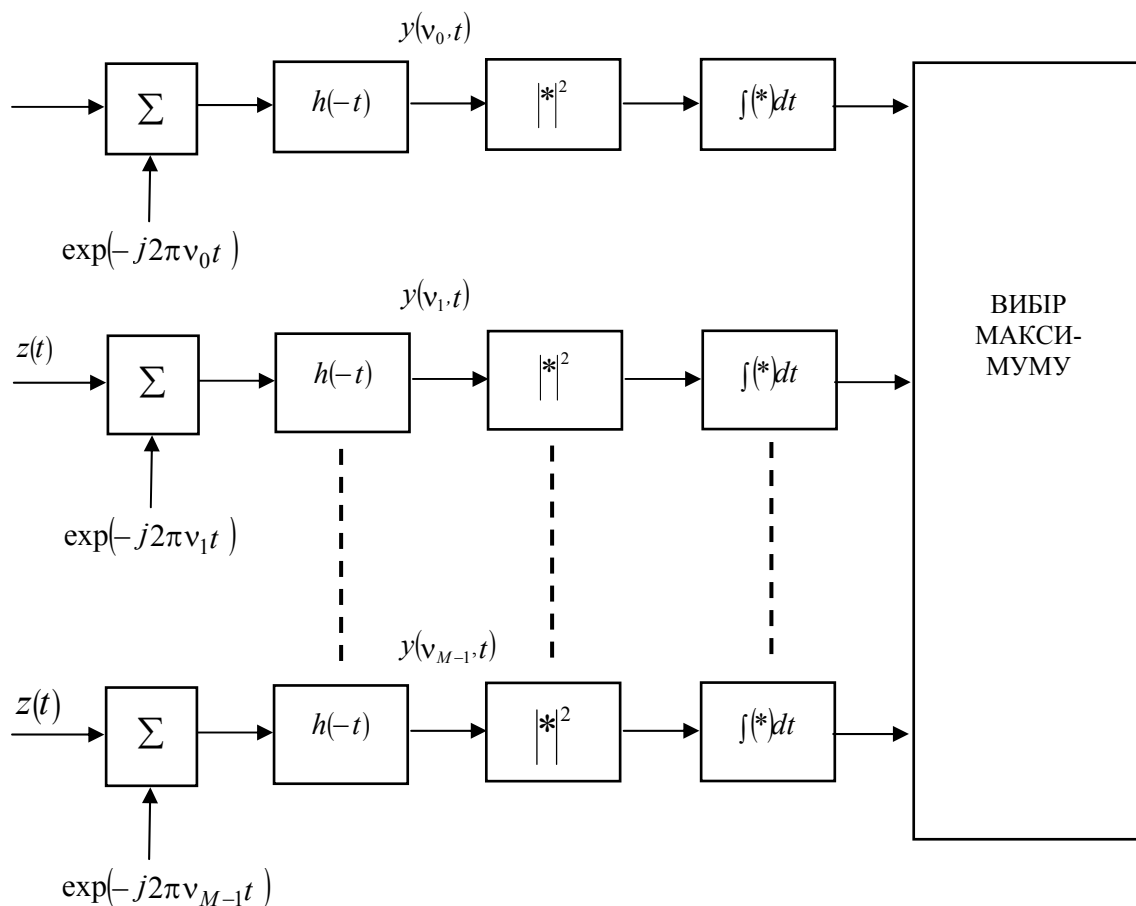 y(ν₀,t)
Σ
h(−t)
|*|²
∫(*)dt
exp(−j2πν₀t)
y(ν₁,t)
z(t)
Σ
h(−t)
|*|²
∫(*)dt
exp(−j2πν₁t)
ВИБІР
МАКСИ-
МУМУ
y(ν_{M−1},t)
z(t)
Σ
h(−t)
|*|²
∫(*)dt
exp(−j2πν_{M−1}t)